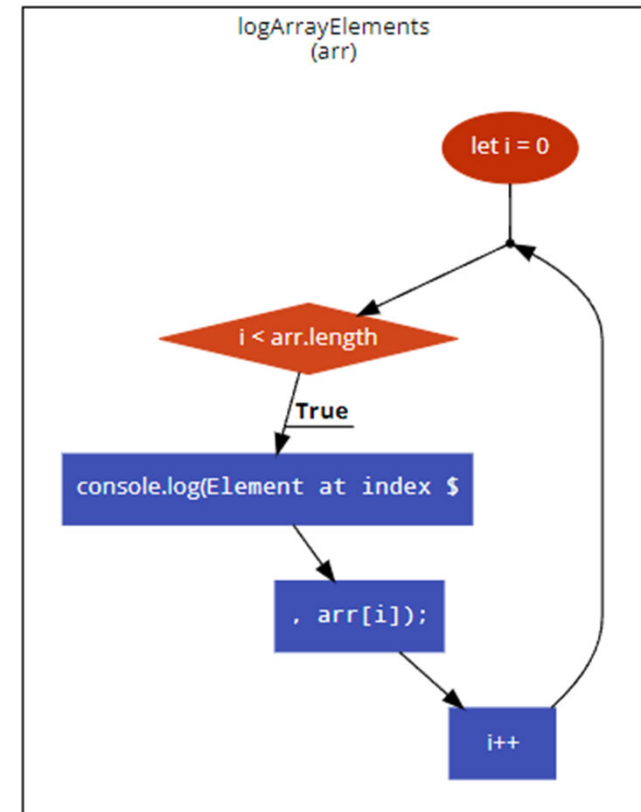 logArrayElements
(arr)
let i = 0
i < arr.length
True
console.log(Element at index $
, arr[i]);
i++